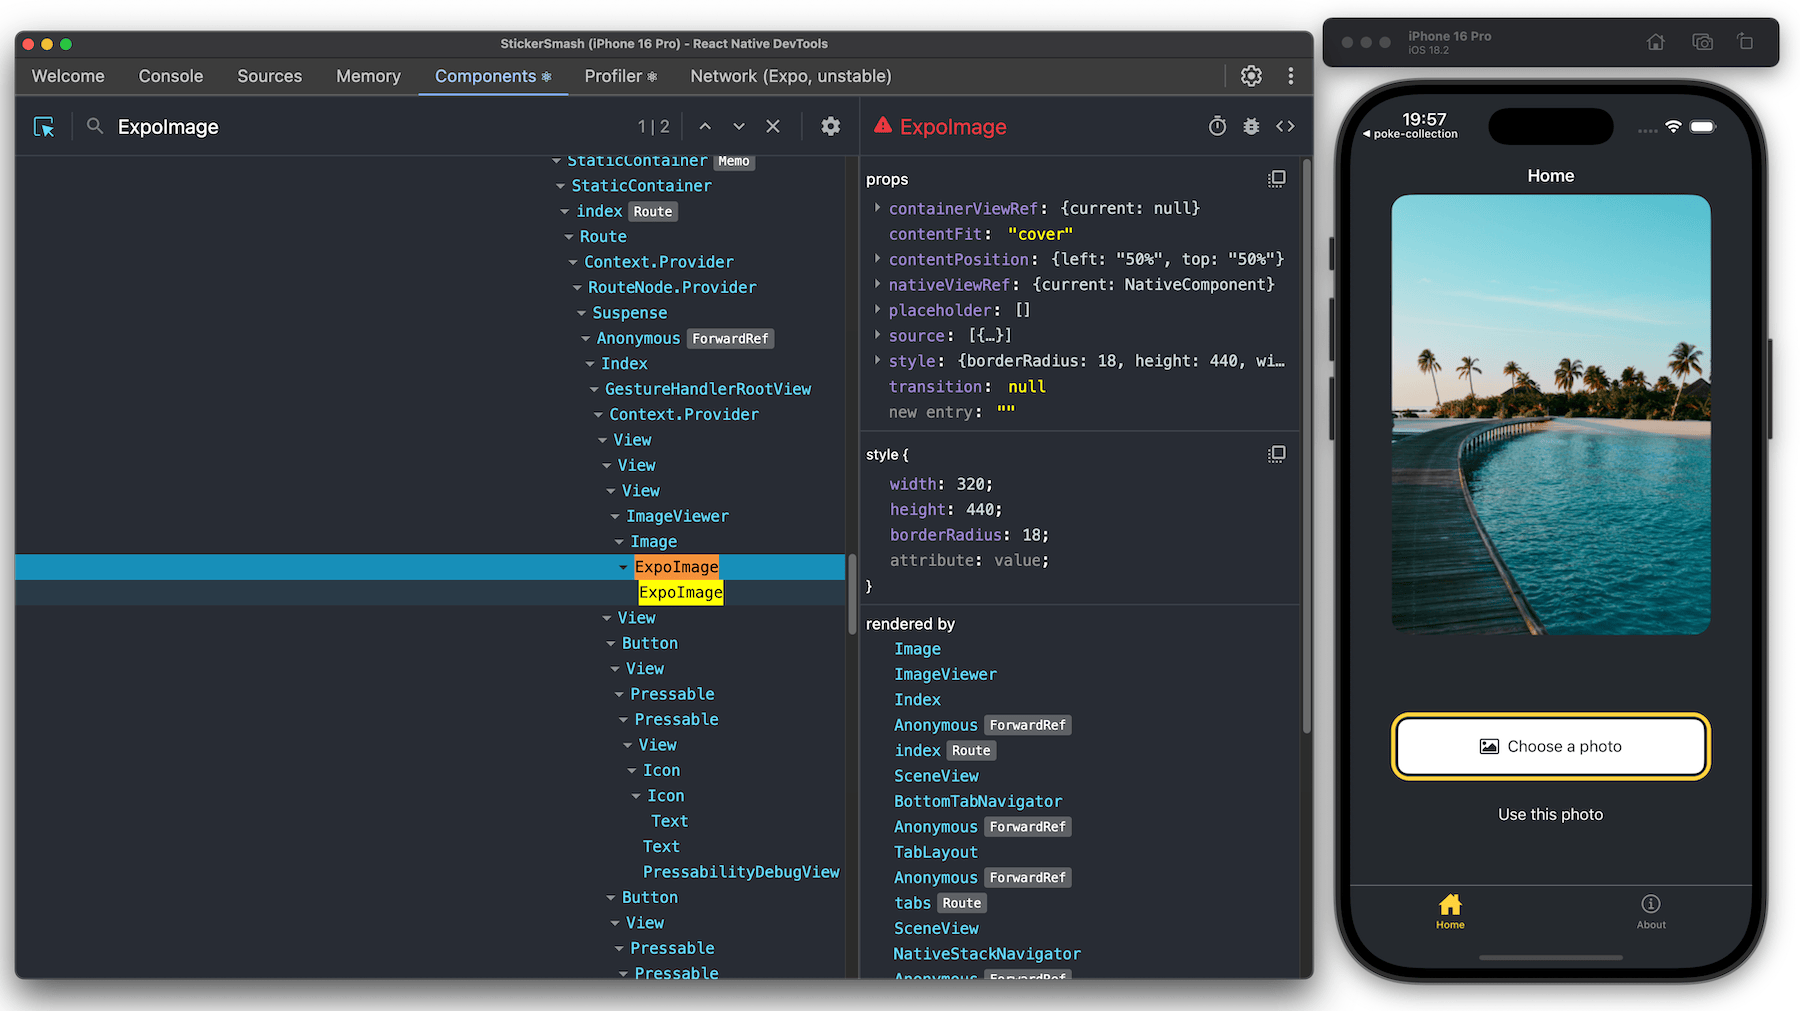 StickerSmash (iPhone 16 Pro) - React Native DevTools
Welcome Console Sources Memory Components Profiler Network (Expo, unstable)
ExpoImage 1 | 2
StaticContainer Memo
StaticContainer
index Route
Route
Context.Provider
RouteNode.Provider
Suspense
Anonymous ForwardRef
Index
GestureHandlerRootView
Context.Provider
View
View
View
ImageViewer
Image
ExpoImage
ExpoImage
View
Button
View
Pressable
Pressable
View
Icon
Icon
Text
Text
PressabilityDebugView
Button
View
Pressable
Pressable
ExpoImage
props
containerViewRef: {current: null}
contentFit: "cover"
contentPosition: {left: "50%", top: "50%"}
nativeViewRef: {current: NativeComponent}
placeholder: []
source: [{…}]
style: {borderRadius: 18, height: 440, wi…
transition: null
new entry: ""
style {
width: 320;
height: 440;
borderRadius: 18;
attribute: value;
}
rendered by
Image
ImageViewer
Index
Anonymous ForwardRef
index Route
SceneView
BottomTabNavigator
Anonymous ForwardRef
TabLayout
Anonymous ForwardRef
tabs Route
SceneView
NativeStackNavigator
Anonymous ForwardRef
iPhone 16 Pro
iOS 18.2
19:57
poke-collection
Home
Choose a photo
Use this photo
Home
About